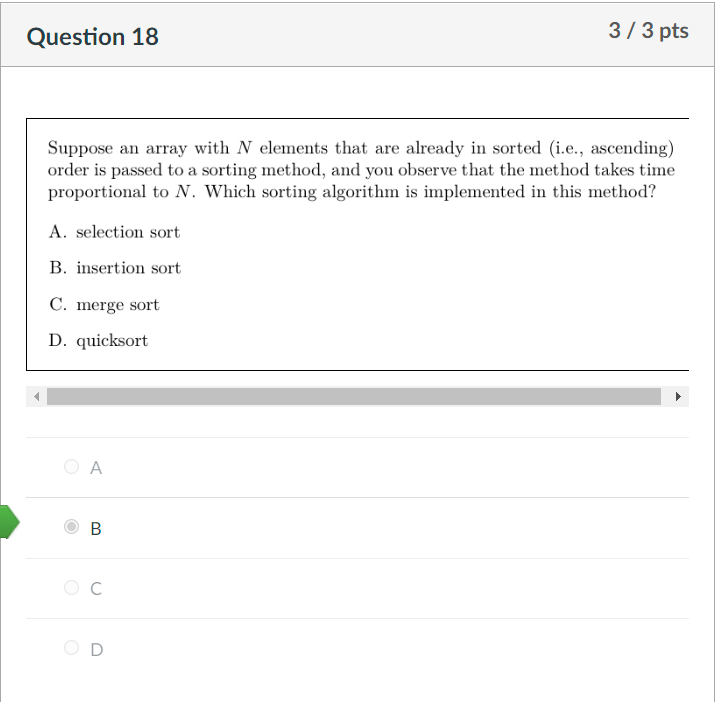 Question 18
3 / 3 pts
Suppose an array with N elements that are already in sorted (i.e., ascending)
order is passed to a sorting method, and you observe that the method takes time
proportional to N. Which sorting algorithm is implemented in this method?
A. selection sort
B. insertion sort
C. merge sort
D. quicksort
A
B
C
D